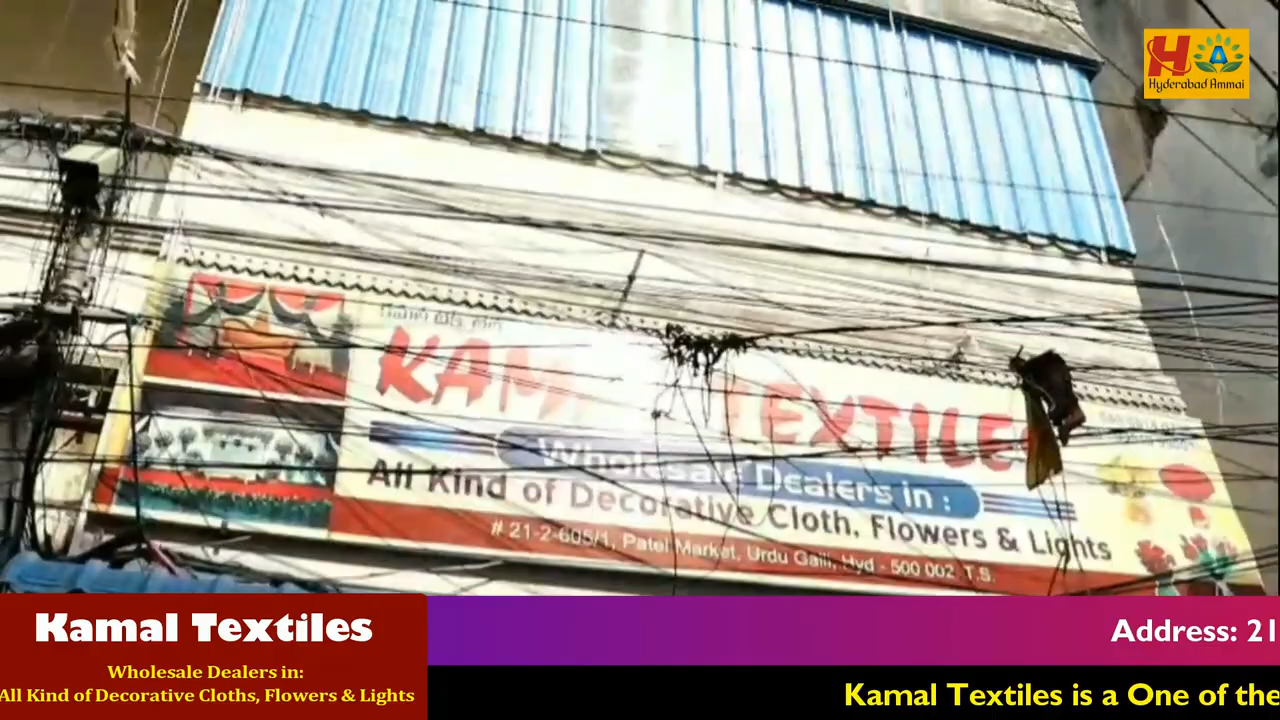 H A
Hyderabad Ammai
KAMAL TEXTILES
Wholesale Dealers in :
All Kind of Decorative Cloth, Flowers & Lights
# 21-2-605/1, Patel Market, Urdu Galli, Hyd - 500 002 T.S.
Kamal Textiles
Wholesale Dealers in:
All Kind of Decorative Cloths, Flowers & Lights
Address: 21
Kamal Textiles is a One of the